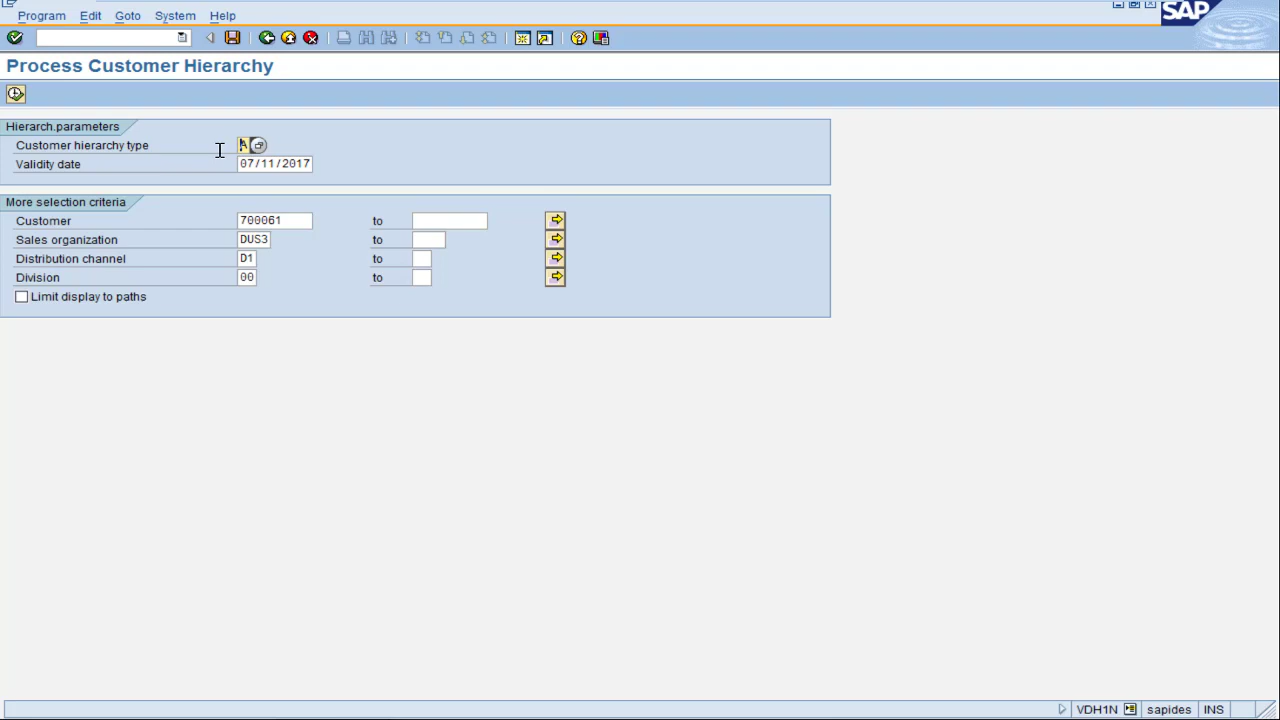 Program Edit Goto System Help
SAP
Process Customer Hierarchy
Hierarch.parameters
Customer hierarchy type A
Validity date 07/11/2017
More selection criteria
Customer 700061 to
Sales organization DUS3 to
Distribution channel D1 to
Division 00 to
Limit display to paths
VDH1N sapides INS